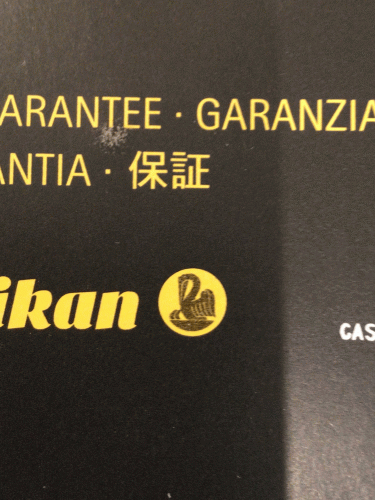 ARANTEE · GARANZIA
ANTIA · 保証
ikan
CAS